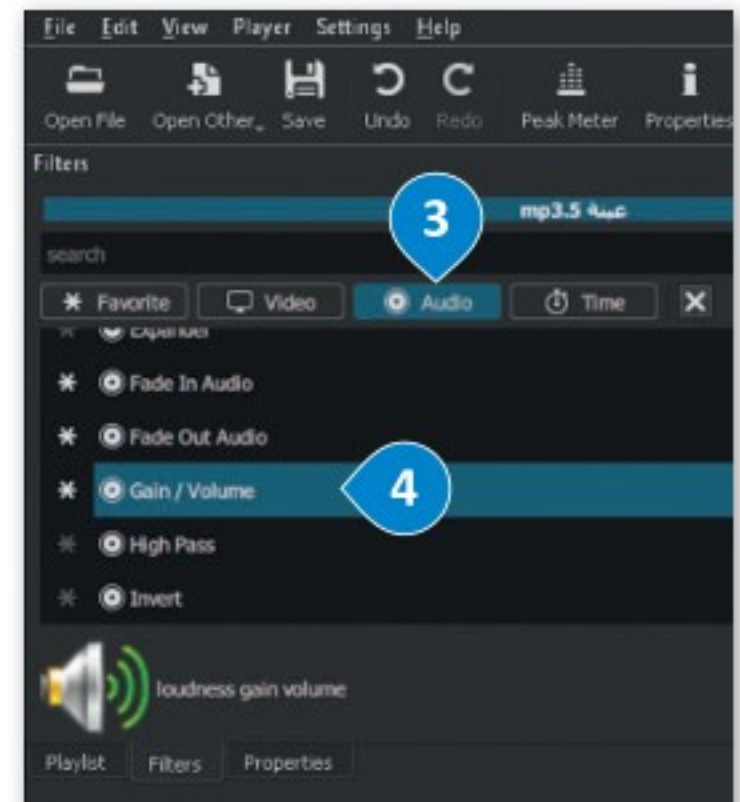 File Edit View Player Settings Help
Open File Open Other Save Undo Redo Peak Meter Properties
Filters
3
عينة mp3.5
search
Favorite Video Audio Time
Expander
Fade In Audio
Fade Out Audio
Gain / Volume 4
High Pass
Invert
loudness gain volume
Playlist Filters Properties